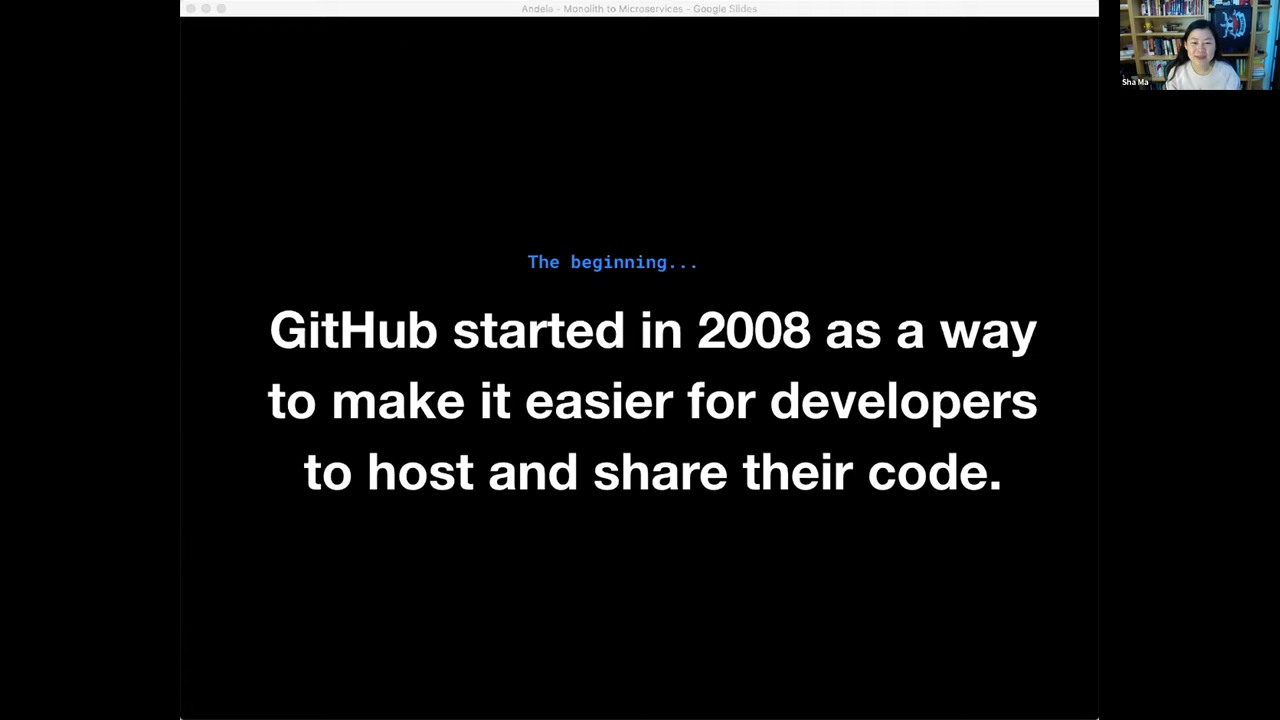 Andela - Monolith to Microservices - Google Slides
Sha Ma
The beginning...
GitHub started in 2008 as a way
to make it easier for developers
to host and share their code.